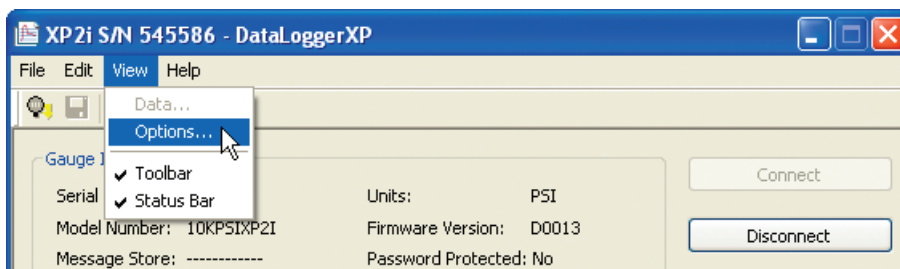 XP2i S/N 545586 - DataLoggerXP
File Edit View Help
Data...
Options...
Gauge
Toolbar
Connect
Serial
Status Bar
Units: PSI
Model Number: 10KPSIXP2I
Firmware Version: D0013
Disconnect
Message Store: ------------
Password Protected: No